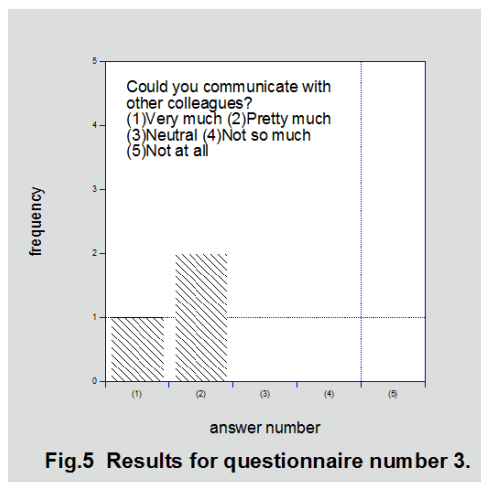 5
Could you communicate with
other colleagues?
(1)Very much (2)Pretty much
(3)Neutral (4)Not so much
(5)Not at all
4
3
2
1
0
frequency
(1) (2) (3) (4) (5)
answer number
Fig.5 Results for questionnaire number 3.